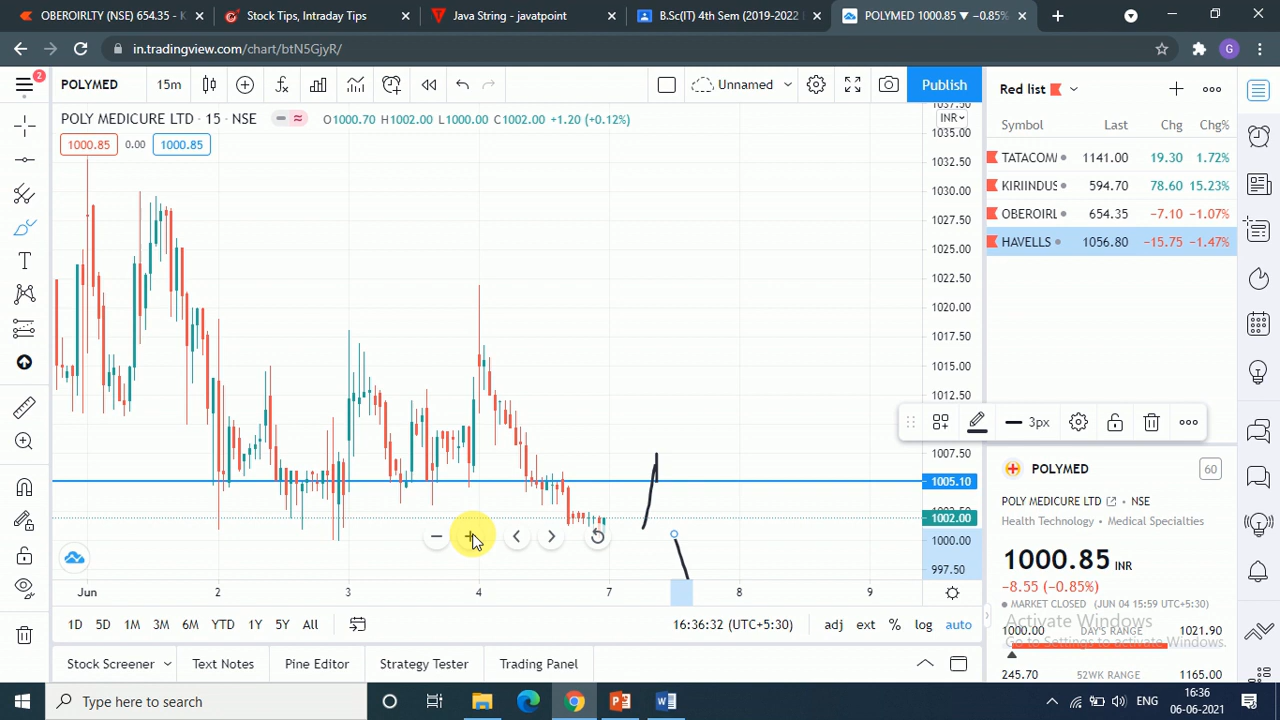 OBEROIRLTY (NSE) 654.35 - K
Stock Tips, Intraday Tips
Java String - javatpoint
B.Sc(IT) 4th Sem (2019-2022
POLYMED 1000.85 ▼ −0.85%
in.tradingview.com/chart/btN5GjyR/
G
2
POLYMED
15m
Unnamed
Publish
Red list
POLY MEDICURE LTD · 15 · NSE
O1000.70 H1002.00 L1000.00 C1002.00 +1.20 (+0.12%)
INR
1000.85
0.00
1000.85
Symbol Last Chg Chg%
TATACOM 1141.00 19.30 1.72%
KIRIINDUS 594.70 78.60 15.23%
OBEROIRL 654.35 −7.10 −1.07%
HAVELLS 1056.80 −15.75 −1.47%
1037.50
1035.00
1032.50
1030.00
1027.50
1025.00
1022.50
1020.00
1017.50
1015.00
1012.50
1007.50
1005.10
1002.00
1000.00
997.50
3px
POLYMED
60
POLY MEDICURE LTD · NSE
Health Technology · Medical Specialties
1000.85 INR
−8.55 (−0.85%)
MARKET CLOSED (JUN 04 15:59 UTC+5:30)
Activate Windows
Go to Settings to activate Windows.
1000.00 DAY'S RANGE 1021.90
245.70 52WK RANGE 1165.00
Jun 2 3 4 7 8 9
1D 5D 1M 3M 6M YTD 1Y 5Y All
16:36:32 (UTC+5:30)
adj ext % log auto
Stock Screener Text Notes Pine Editor Strategy Tester Trading Panel
Type here to search
ENG
16:36
06-06-2021